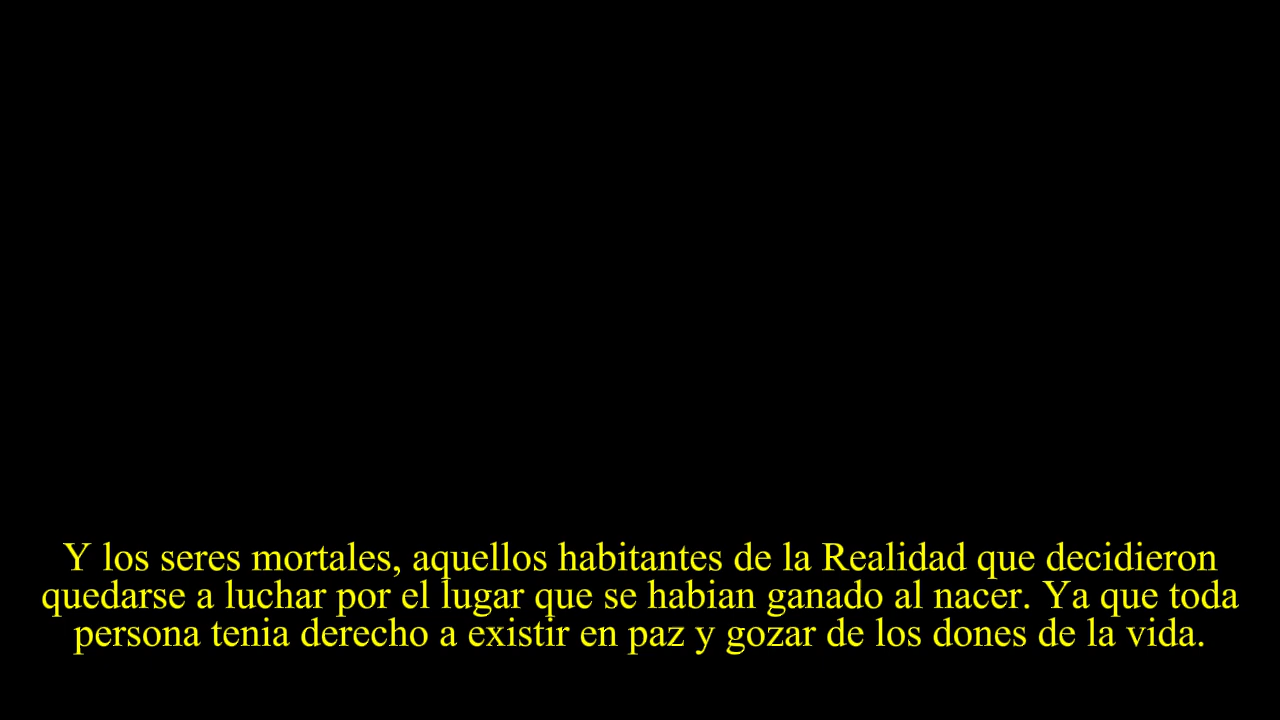 Y los seres mortales, aquellos habitantes de la Realidad que decidieron
quedarse a luchar por el lugar que se habian ganado al nacer. Ya que toda
persona tenia derecho a existir en paz y gozar de los dones de la vida.